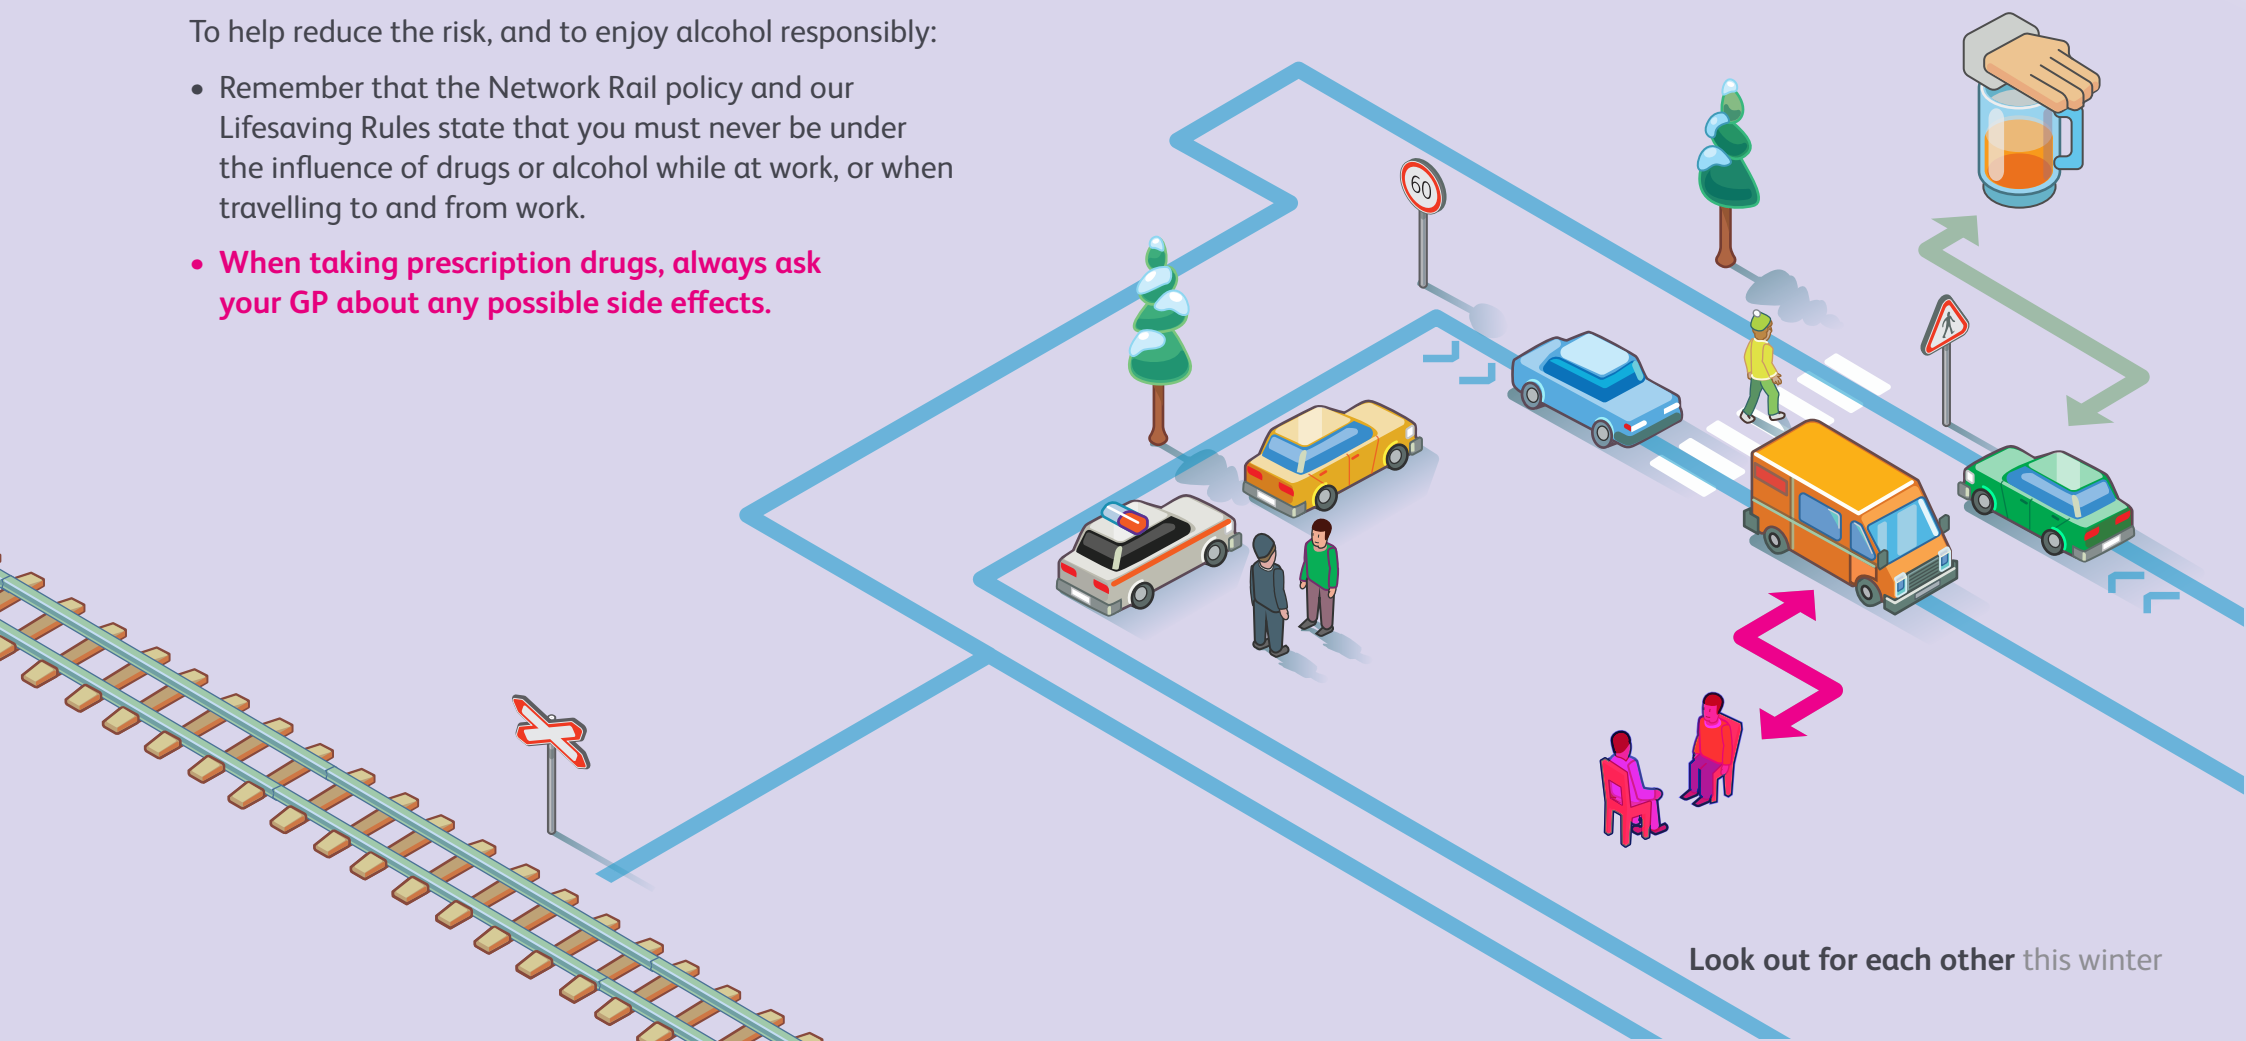 To help reduce the risk, and to enjoy alcohol responsibly:
• Remember that the Network Rail policy and our
Lifesaving Rules state that you must never be under
the influence of drugs or alcohol while at work, or when
travelling to and from work.
• When taking prescription drugs, always ask
your GP about any possible side effects.
60
Look out for each other this winter